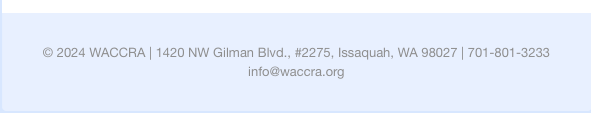 © 2024 WACCRA | 1420 NW Gilman Blvd., #2275, Issaquah, WA 98027 | 701-801-3233
info@waccra.org